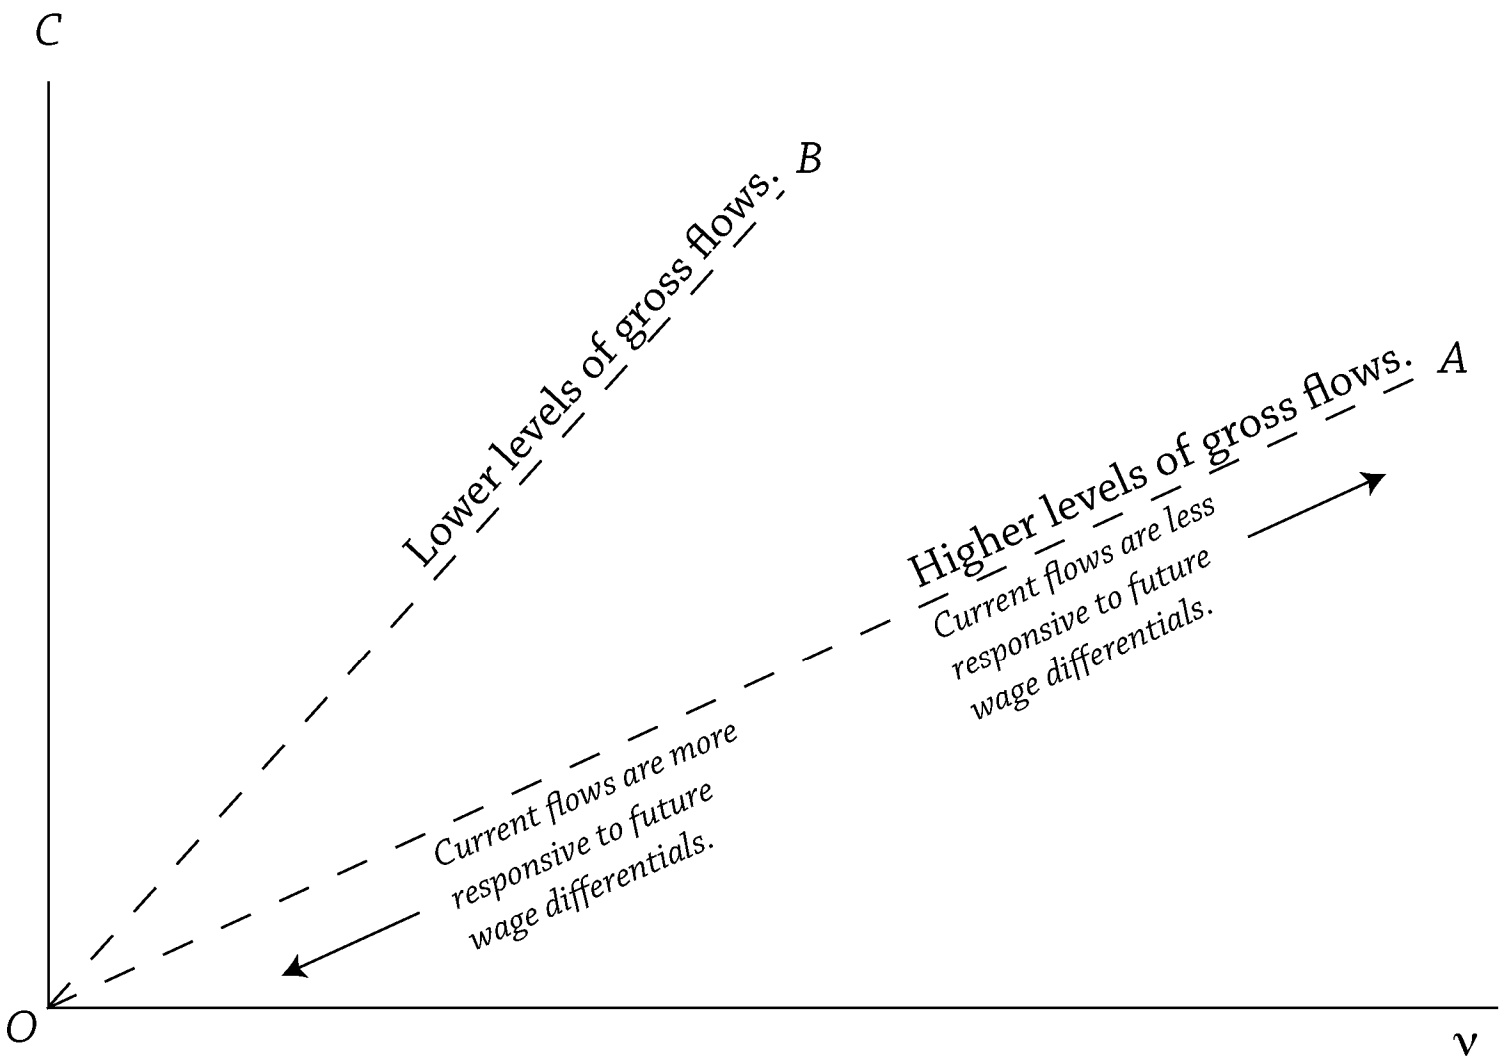 C
Lower levels of gross flows. B
Higher levels of gross flows. A
Current flows are less
responsive to future
wage differentials.
Current flows are more
responsive to future
wage differentials.
O
ν